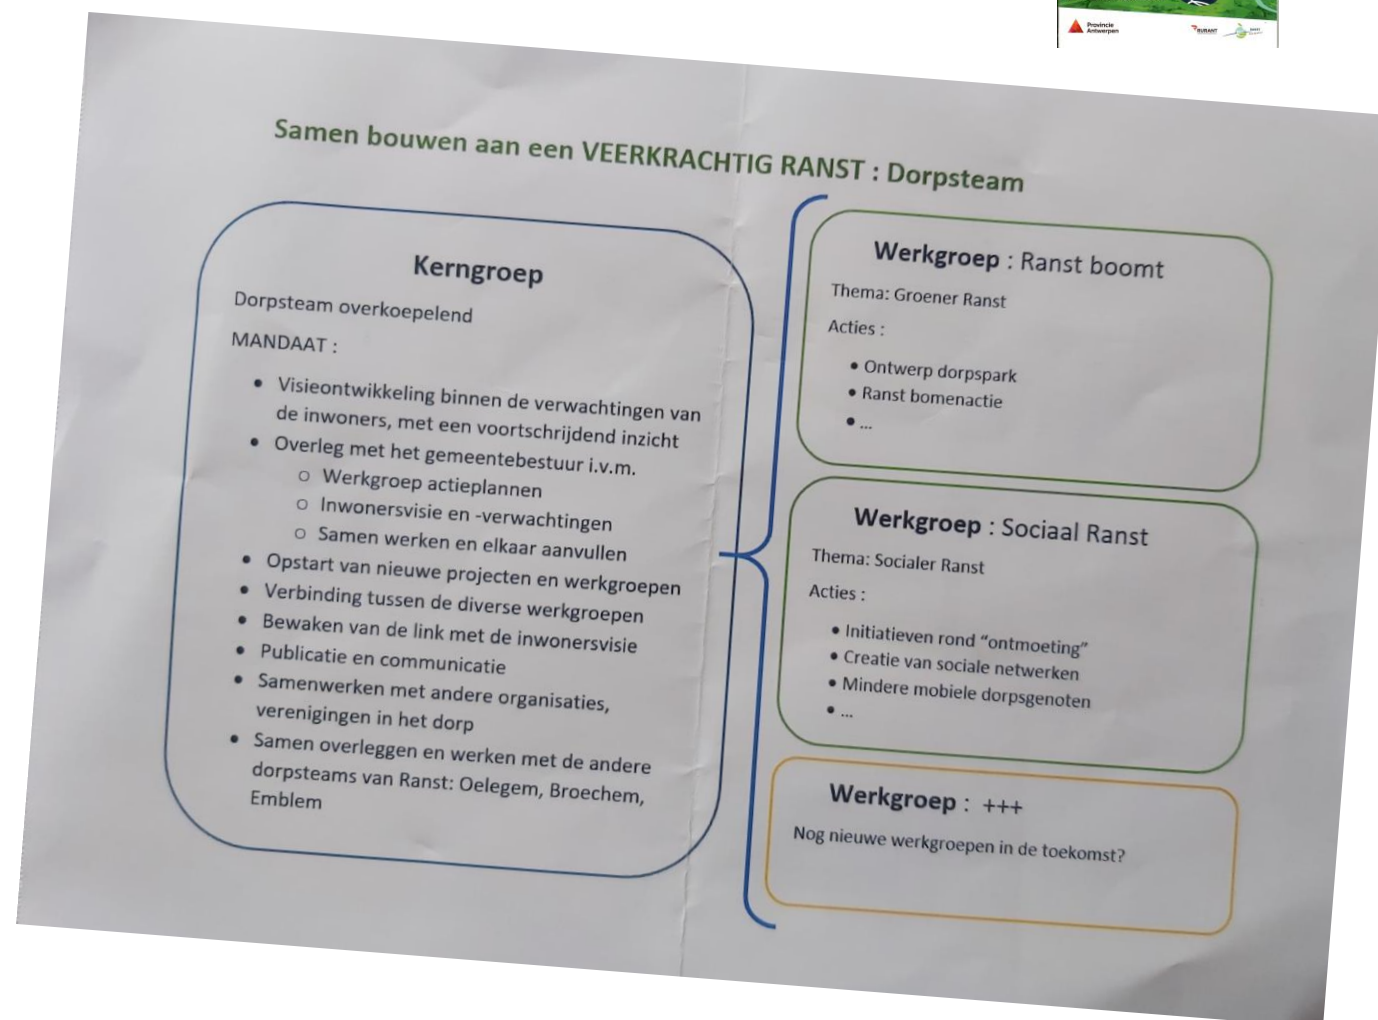 Provincie
Antwerpen
RURANT
Samen bouwen aan een VEERKRACHTIG RANST : Dorpsteam
Kerngroep
Dorpsteam overkoepelend
MANDAAT :
• Visieontwikkeling binnen de verwachtingen van
de inwoners, met een voortschrijdend inzicht
• Overleg met het gemeentebestuur i.v.m.
o Werkgroep actieplannen
o Inwonersvisie en -verwachtingen
o Samen werken en elkaar aanvullen
• Opstart van nieuwe projecten en werkgroepen
• Verbinding tussen de diverse werkgroepen
• Bewaken van de link met de inwonersvisie
• Publicatie en communicatie
• Samenwerken met andere organisaties,
verenigingen in het dorp
• Samen overleggen en werken met de andere
dorpsteams van Ranst: Oelegem, Broechem,
Emblem
Werkgroep : Ranst boomt
Thema: Groener Ranst
Acties :
• Ontwerp dorpspark
• Ranst bomenactie
• ...
Werkgroep : Sociaal Ranst
Thema: Socialer Ranst
Acties :
• Initiatieven rond “ontmoeting”
• Creatie van sociale netwerken
• Mindere mobiele dorpsgenoten
• ...
Werkgroep : +++
Nog nieuwe werkgroepen in de toekomst?